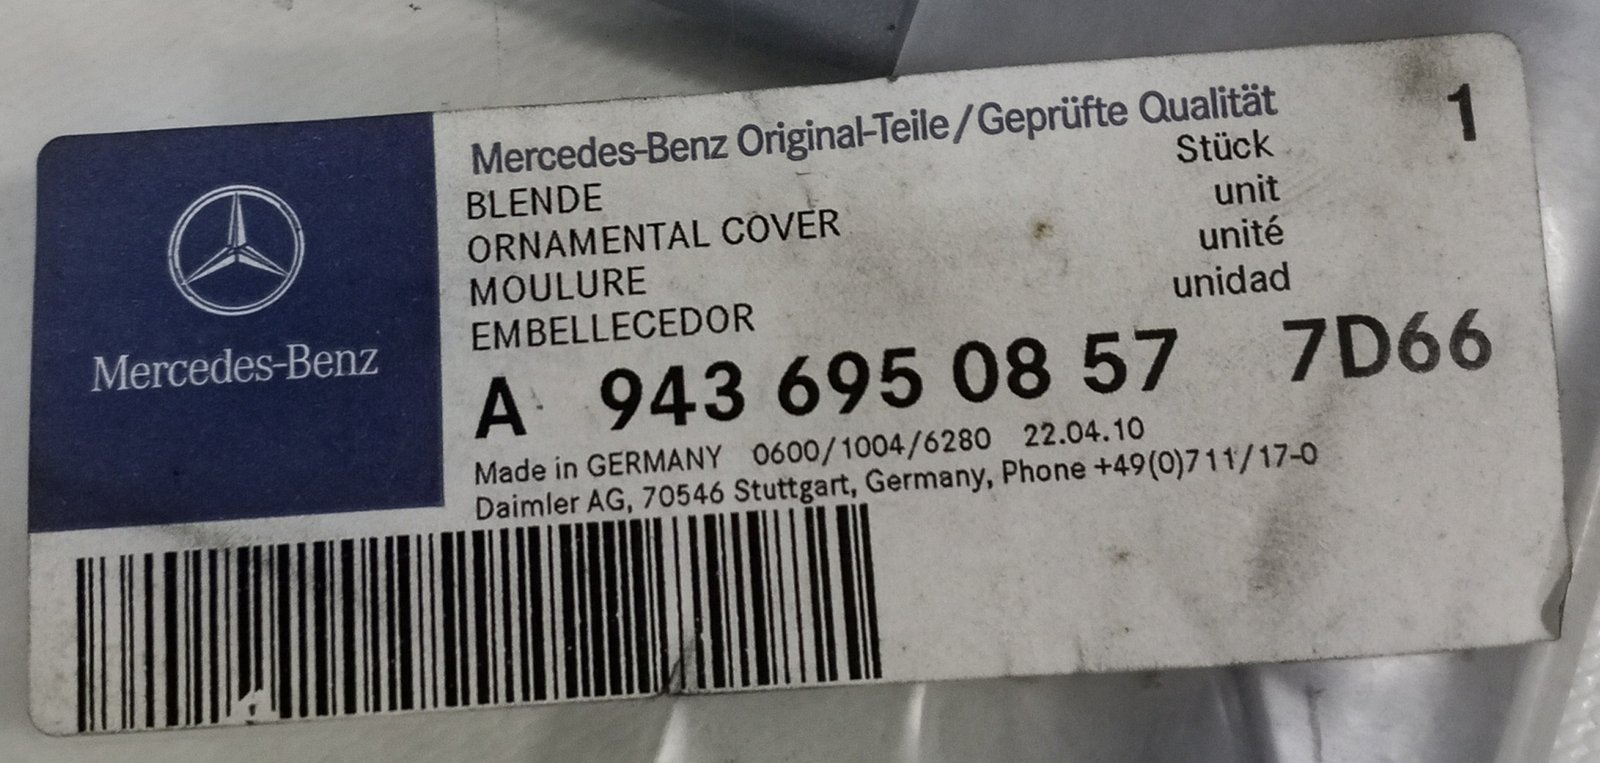 Mercedes-Benz
Mercedes-Benz Original-Teile/Geprüfte Qualität
BLENDE Stück 1
ORNAMENTAL COVER unit
MOULURE unité
EMBELLECEDOR unidad
A 943 695 08 57 7D66
Made in GERMANY 0600/1004/6280 22.04.10
Daimler AG, 70546 Stuttgart, Germany, Phone +49(0)711/17-0